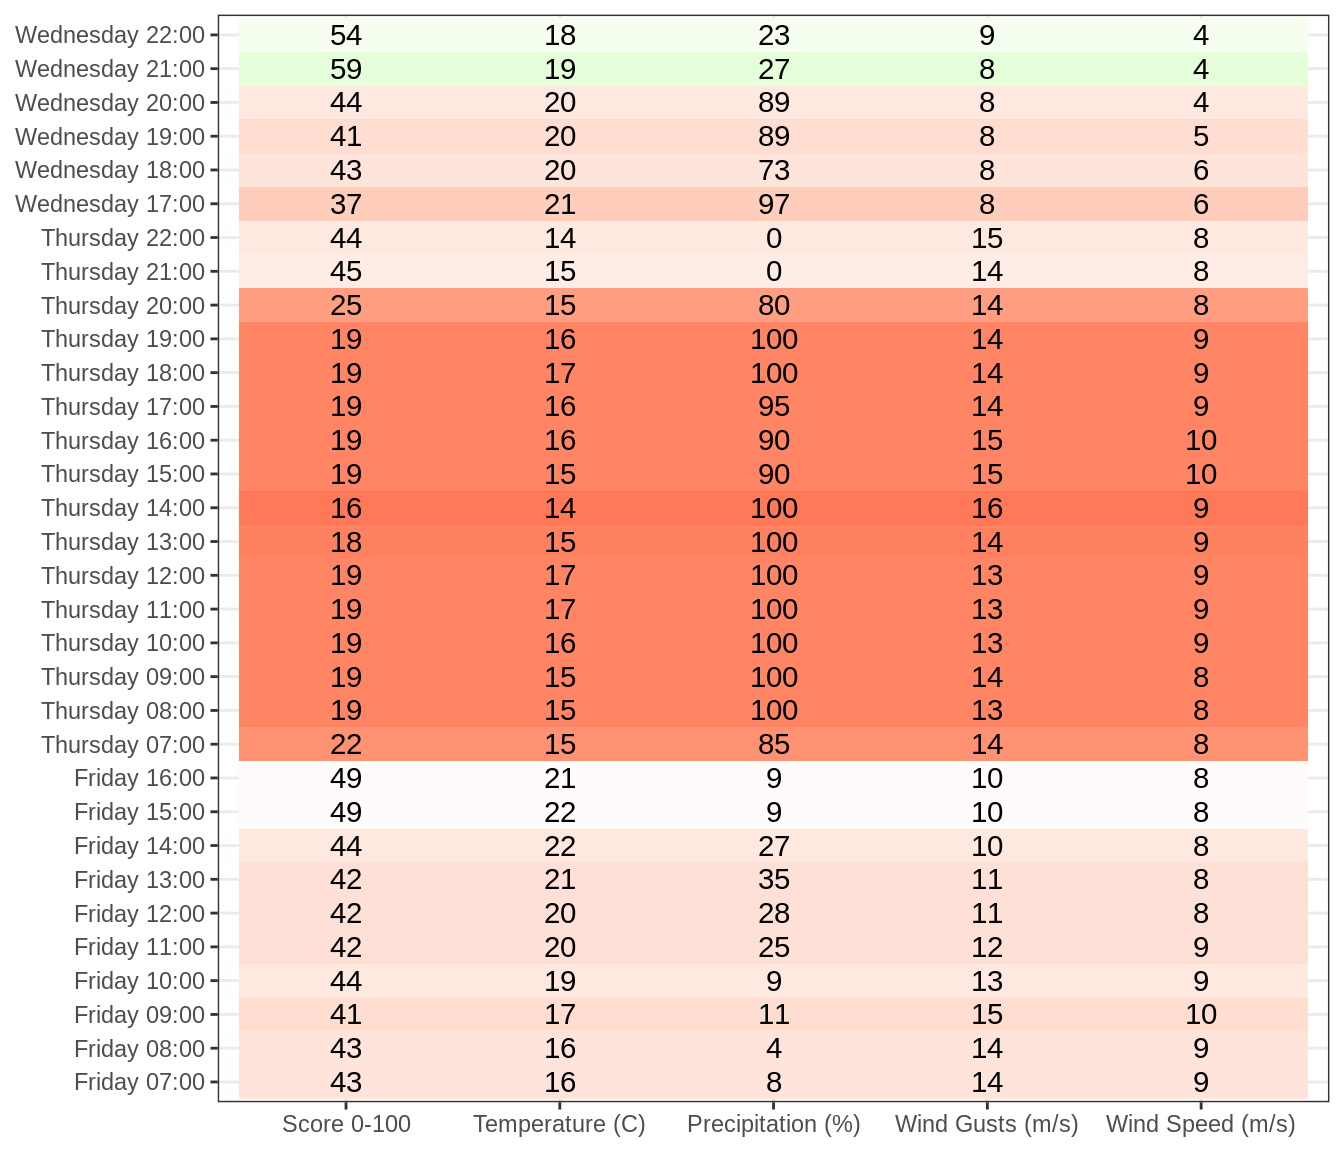 Wednesday 22:00 54 18 23 9 4
Wednesday 21:00 59 19 27 8 4
Wednesday 20:00 44 20 89 8 4
Wednesday 19:00 41 20 89 8 5
Wednesday 18:00 43 20 73 8 6
Wednesday 17:00 37 21 97 8 6
Thursday 22:00 44 14 0 15 8
Thursday 21:00 45 15 0 14 8
Thursday 20:00 25 15 80 14 8
Thursday 19:00 19 16 100 14 9
Thursday 18:00 19 17 100 14 9
Thursday 17:00 19 16 95 14 9
Thursday 16:00 19 16 90 15 10
Thursday 15:00 19 15 90 15 10
Thursday 14:00 16 14 100 16 9
Thursday 13:00 18 15 100 14 9
Thursday 12:00 19 17 100 13 9
Thursday 11:00 19 17 100 13 9
Thursday 10:00 19 16 100 13 9
Thursday 09:00 19 15 100 14 8
Thursday 08:00 19 15 100 13 8
Thursday 07:00 22 15 85 14 8
Friday 16:00 49 21 9 10 8
Friday 15:00 49 22 9 10 8
Friday 14:00 44 22 27 10 8
Friday 13:00 42 21 35 11 8
Friday 12:00 42 20 28 11 8
Friday 11:00 42 20 25 12 9
Friday 10:00 44 19 9 13 9
Friday 09:00 41 17 11 15 10
Friday 08:00 43 16 4 14 9
Friday 07:00 43 16 8 14 9
Score 0-100 Temperature (C) Precipitation (%) Wind Gusts (m/s) Wind Speed (m/s)